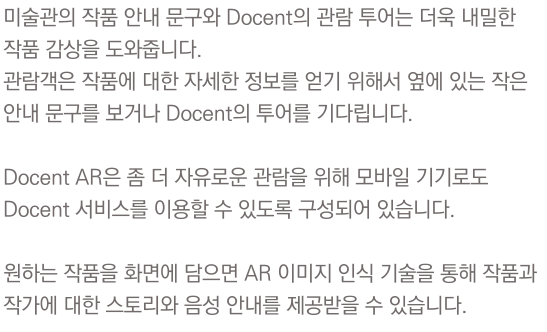 미술관의 작품 안내 문구와 Docent의 관람 투어는 더욱 내밀한
작품 감상을 도와줍니다.
관람객은 작품에 대한 자세한 정보를 얻기 위해서 옆에 있는 작은
안내 문구를 보거나 Docent의 투어를 기다립니다.
Docent AR은 좀 더 자유로운 관람을 위해 모바일 기기로도
Docent 서비스를 이용할 수 있도록 구성되어 있습니다.
원하는 작품을 화면에 담으면 AR 이미지 인식 기술을 통해 작품과
작가에 대한 스토리와 음성 안내를 제공받을 수 있습니다.